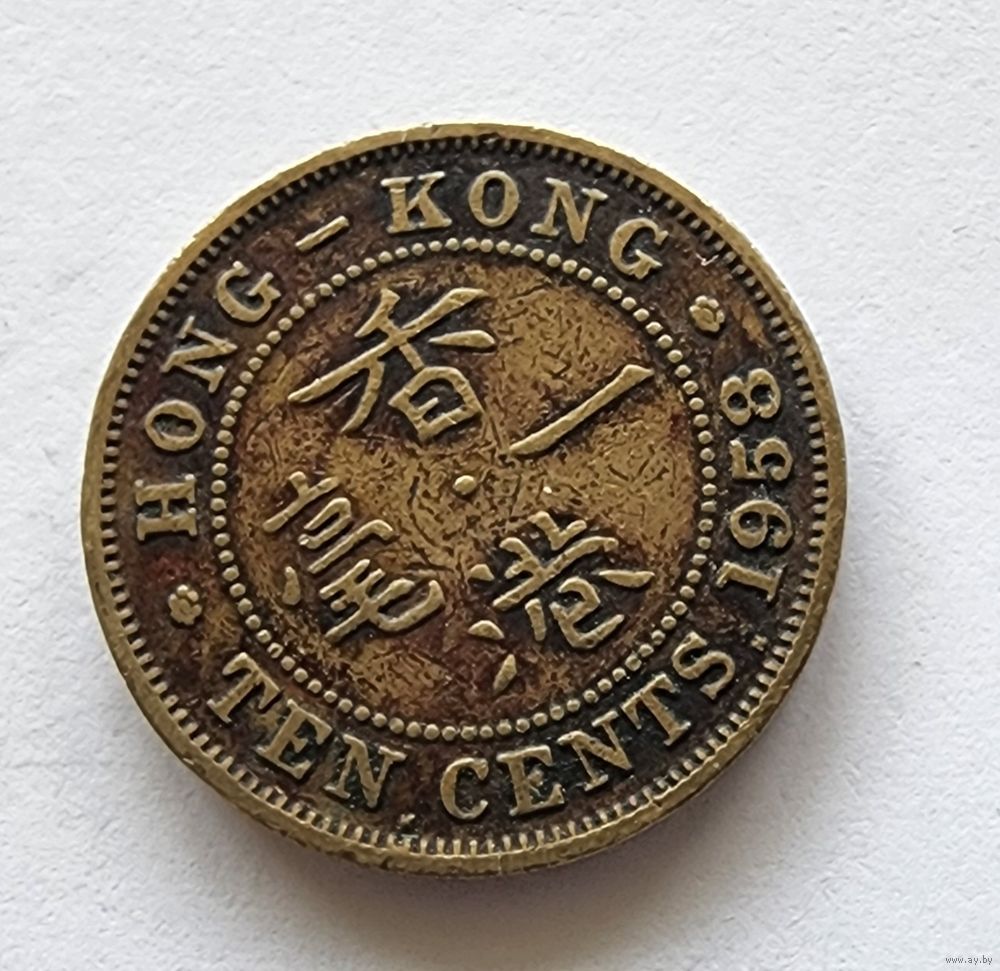 HONG-KONG
香港
一毫
TEN CENTS 1958
www.ay.by